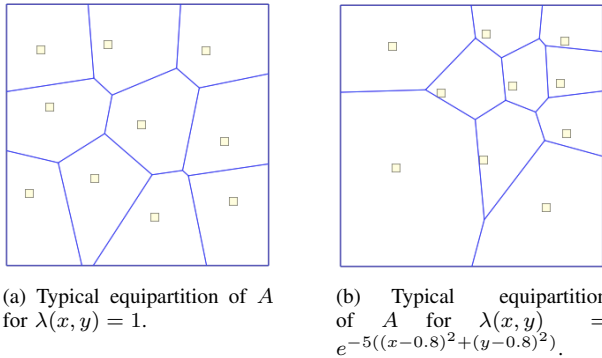 (a) Typical equipartition of A
for λ(x, y) = 1.
(b) Typical equipartition
of A for λ(x, y) =
e^{−5((x−0.8)^2+(y−0.8)^2)}.